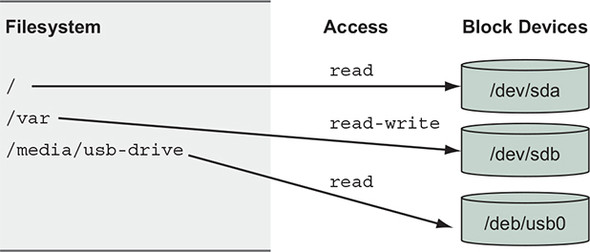 Filesystem Access Block Devices
/ read /dev/sda
/var read-write /dev/sdb
/media/usb-drive read /deb/usb0